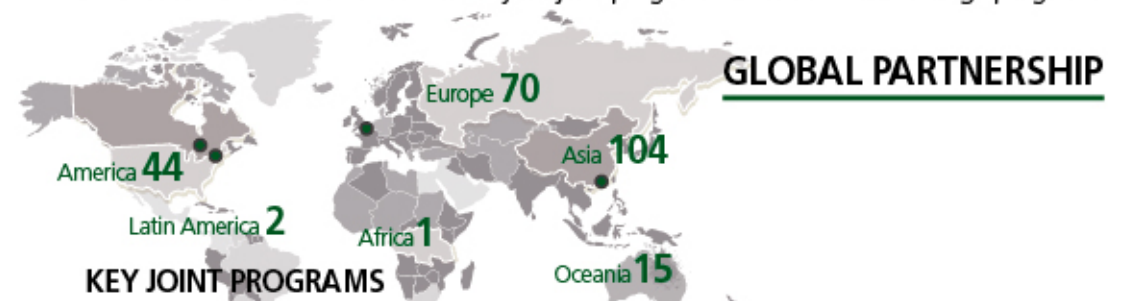 GLOBAL PARTNERSHIP
Europe 70
Asia 104
America 44
Latin America 2
Africa 1
Oceania 15
KEY JOINT PROGRAMS